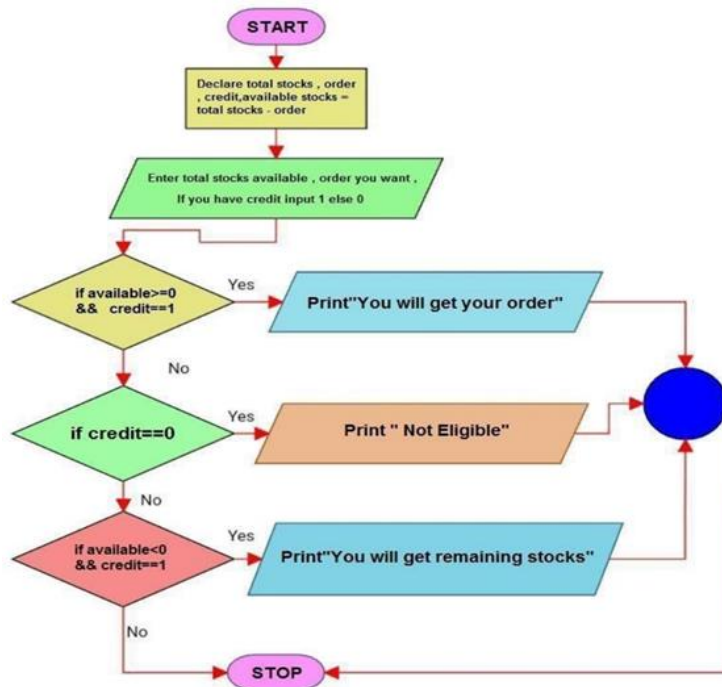 START
Declare total stocks , order
, credit,available stocks =
total stocks - order
Enter total stocks available , order you want ,
If you have credit input 1 else 0
if available>=0
&& credit==1
Yes
Print"You will get your order"
No
if credit==0
Yes
Print " Not Eligible"
No
if available<0
&& credit==1
Yes
Print"You will get remaining stocks"
No
STOP